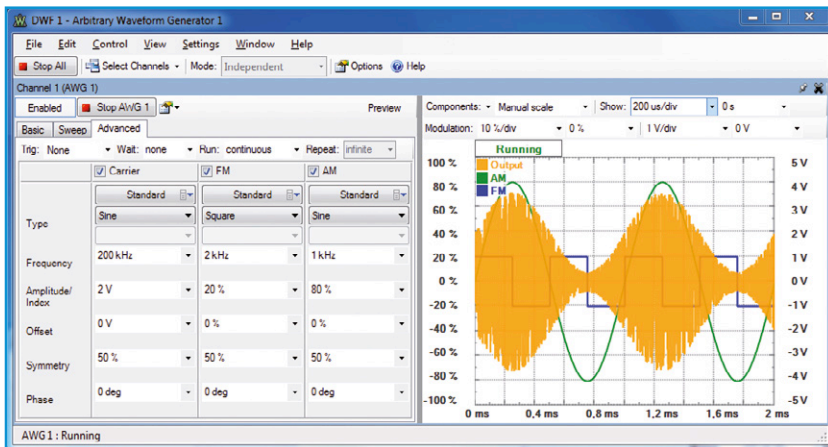 DWF 1 - Arbitrary Waveform Generator 1
File Edit Control View Settings Window Help
Stop All Select Channels Mode: Independent Options Help
Channel 1 (AWG 1)
Enabled Stop AWG 1 Preview
Basic Sweep Advanced
Trig: None Wait: none Run: continuous Repeat: infinite
Carrier FM AM
Standard Standard Standard
Type Sine Square Sine
Frequency 200 kHz 2 kHz 1 kHz
Amplitude/
Index 2 V 20 % 80 %
Offset 0 V 0 % 0 %
Symmetry 50 % 50 % 50 %
Phase 0 deg 0 deg 0 deg
Components: Manual scale Show: 200 us/div 0 s
Modulation: 10 %/div 0 % 1 V/div 0 V
Running
Output
AM
FM
100 % 5 V
80 % 4 V
60 % 3 V
40 % 2 V
20 % 1 V
0 % 0 V
-20 % -1 V
-40 % -2 V
-60 % -3 V
-80 % -4 V
-100 % -5 V
0 ms 0,4 ms 0,8 ms 1,2 ms 1,6 ms 2 ms
AWG 1 : Running